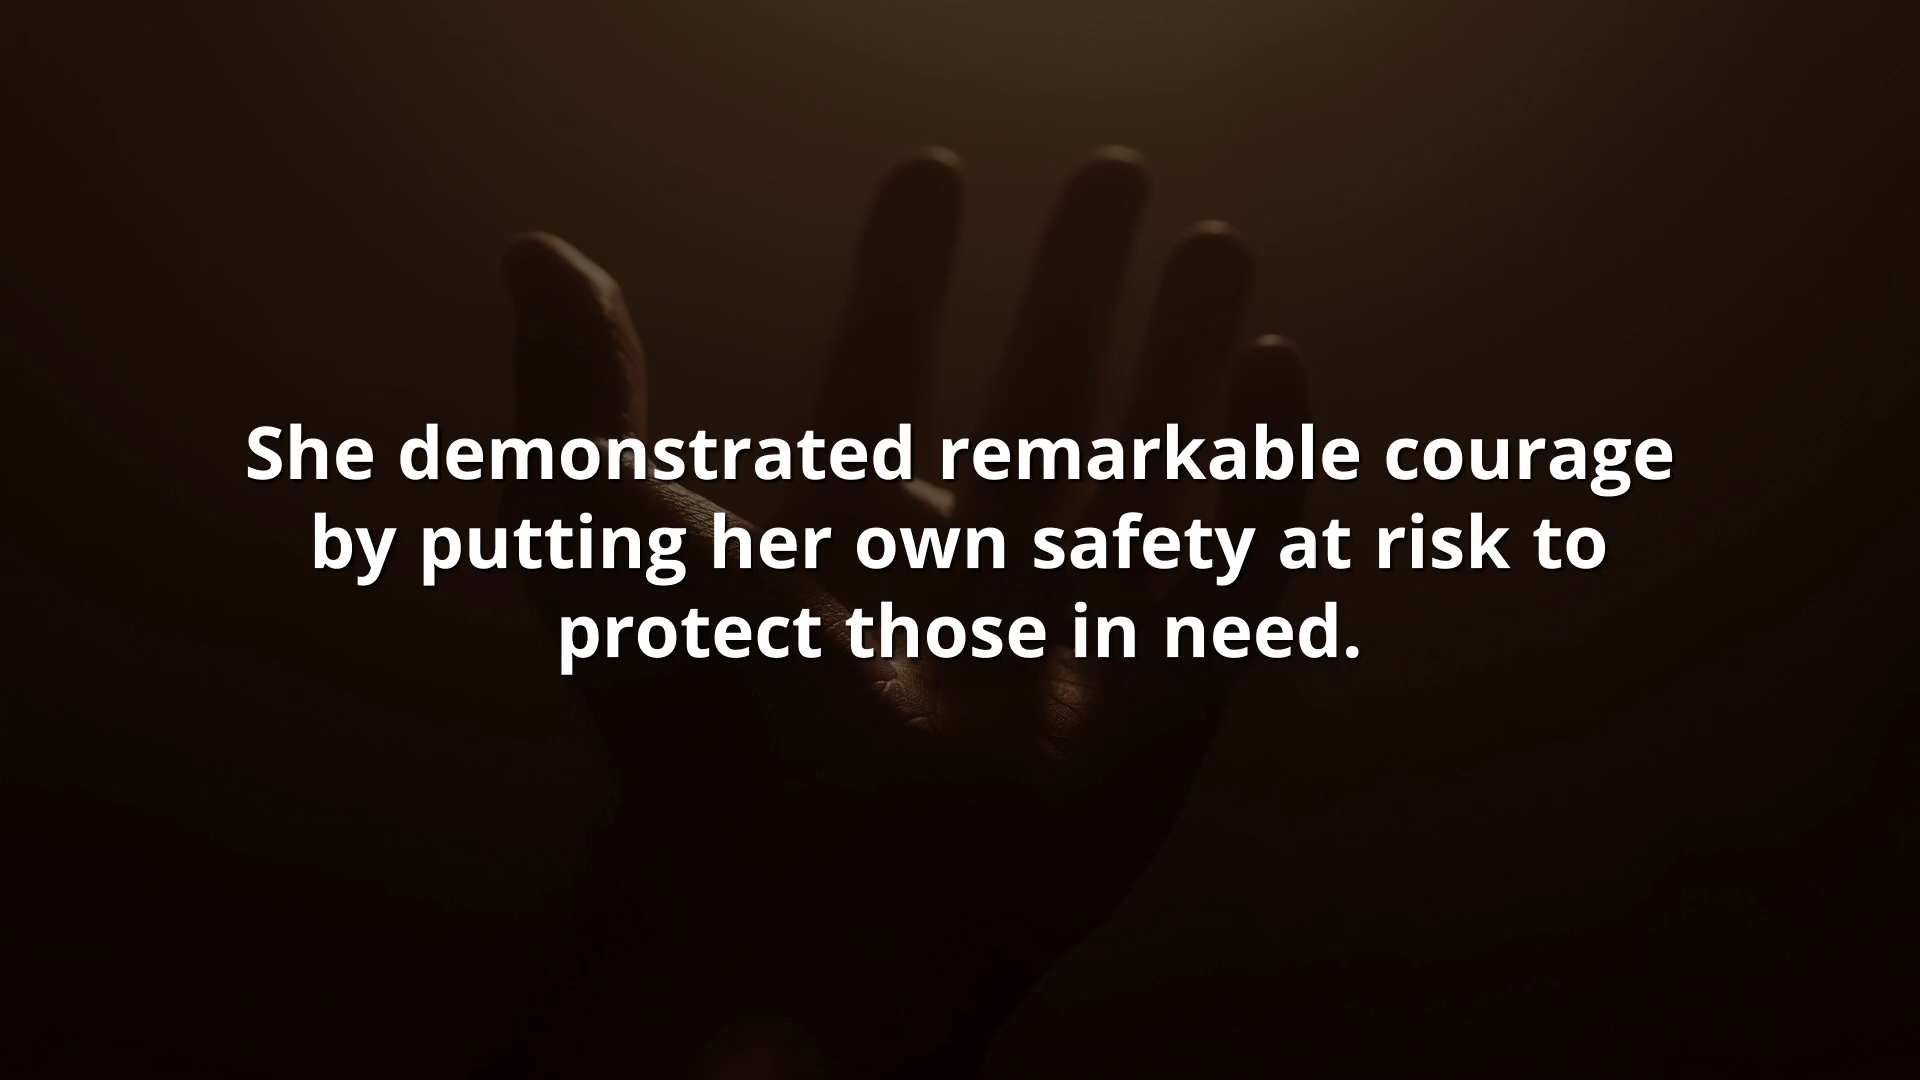 She demonstrated remarkable courage
by putting her own safety at risk to
protect those in need.